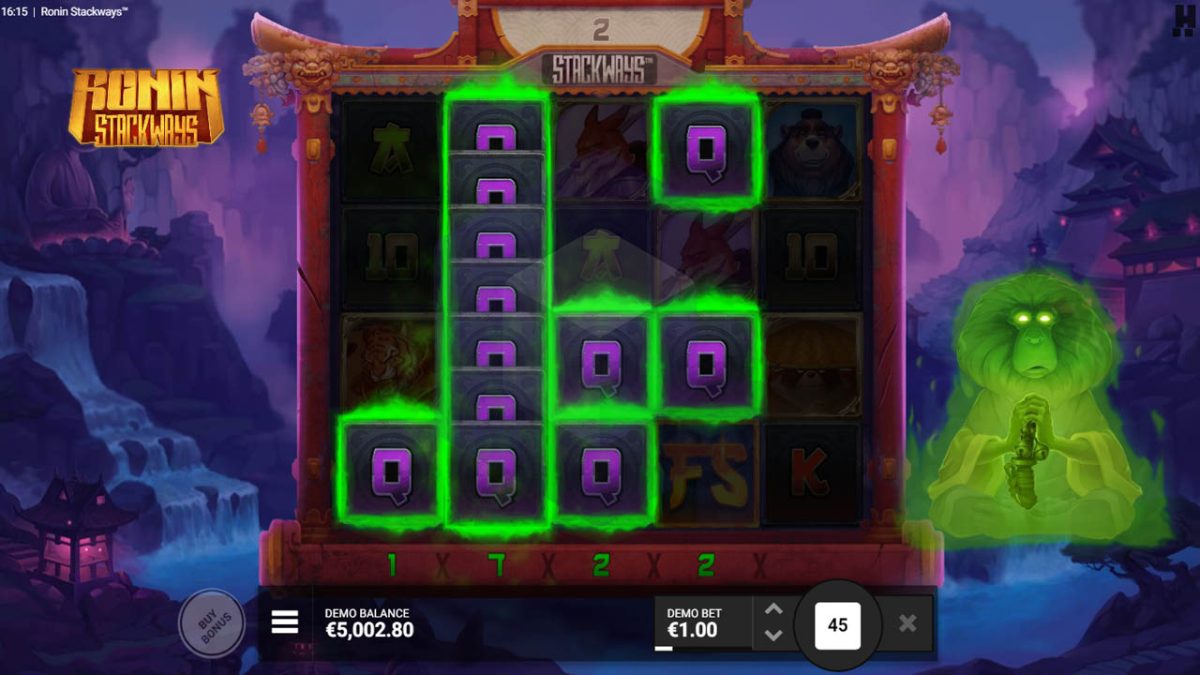 16:15 | Ronin Stackways™
RONIN
STACKWAYS
2
STACKWAYS™
A Q Q
Q
Q
10 Q A 10
Q
Q Q Q
Q
Q Q Q FS K
1 X 7 X 2 X 2 X
BUY
BONUS
DEMO BALANCE
€5,002.80
DEMO BET
€1.00
45